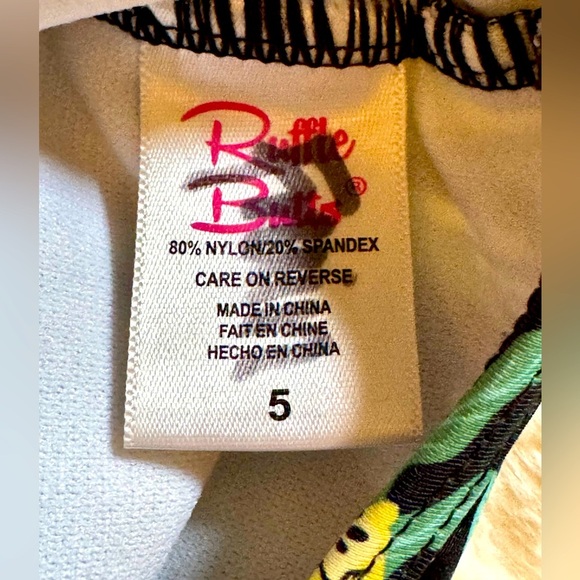 Ruffle
Butts®
80% NYLON/20% SPANDEX
CARE ON REVERSE
MADE IN CHINA
FAIT EN CHINE
HECHO EN CHINA
5